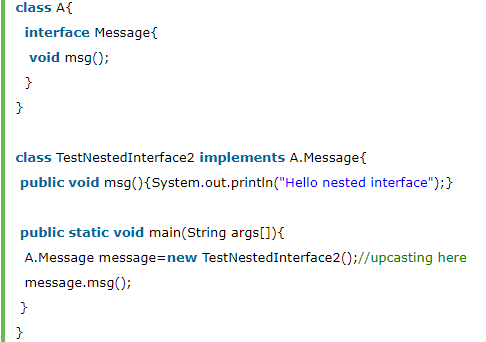 class A{
interface Message{
void msg();
}
}
class TestNestedInterface2 implements A.Message{
public void msg(){System.out.println("Hello nested interface");}
public static void main(String args[]){
A.Message message=new TestNestedInterface2();//upcasting here
message.msg();
}
}